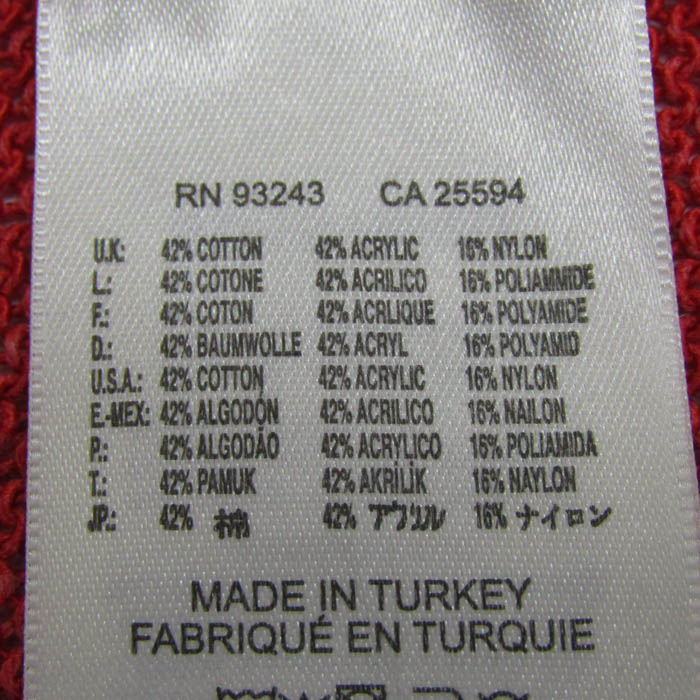 RN 93243 CA 25594
U.K: 42% COTTON 42% ACRYLIC 16% NYLON
L.: 42% COTONE 42% ACRILICO 16% POLIAMMIDE
F.: 42% COTON 42% ACRLIQUE 16% POLYAMIDE
D.: 42% BAUMWOLLE 42% ACRYL 16% POLYAMID
U.S.A.: 42% COTTON 42% ACRYLIC 16% NYLON
E.-MEX: 42% ALGODÓN 42% ACRILICO 16% NAILON
P.: 42% ALGODÃO 42% ACRYLICO 16% POLIAMIDA
T.: 42% PAMUK 42% AKRİLİK 16% NAYLON
JP.: 42% 棉 42% アクリル 16% ナイロン
MADE IN TURKEY
FABRIQUÉ EN TURQUIE